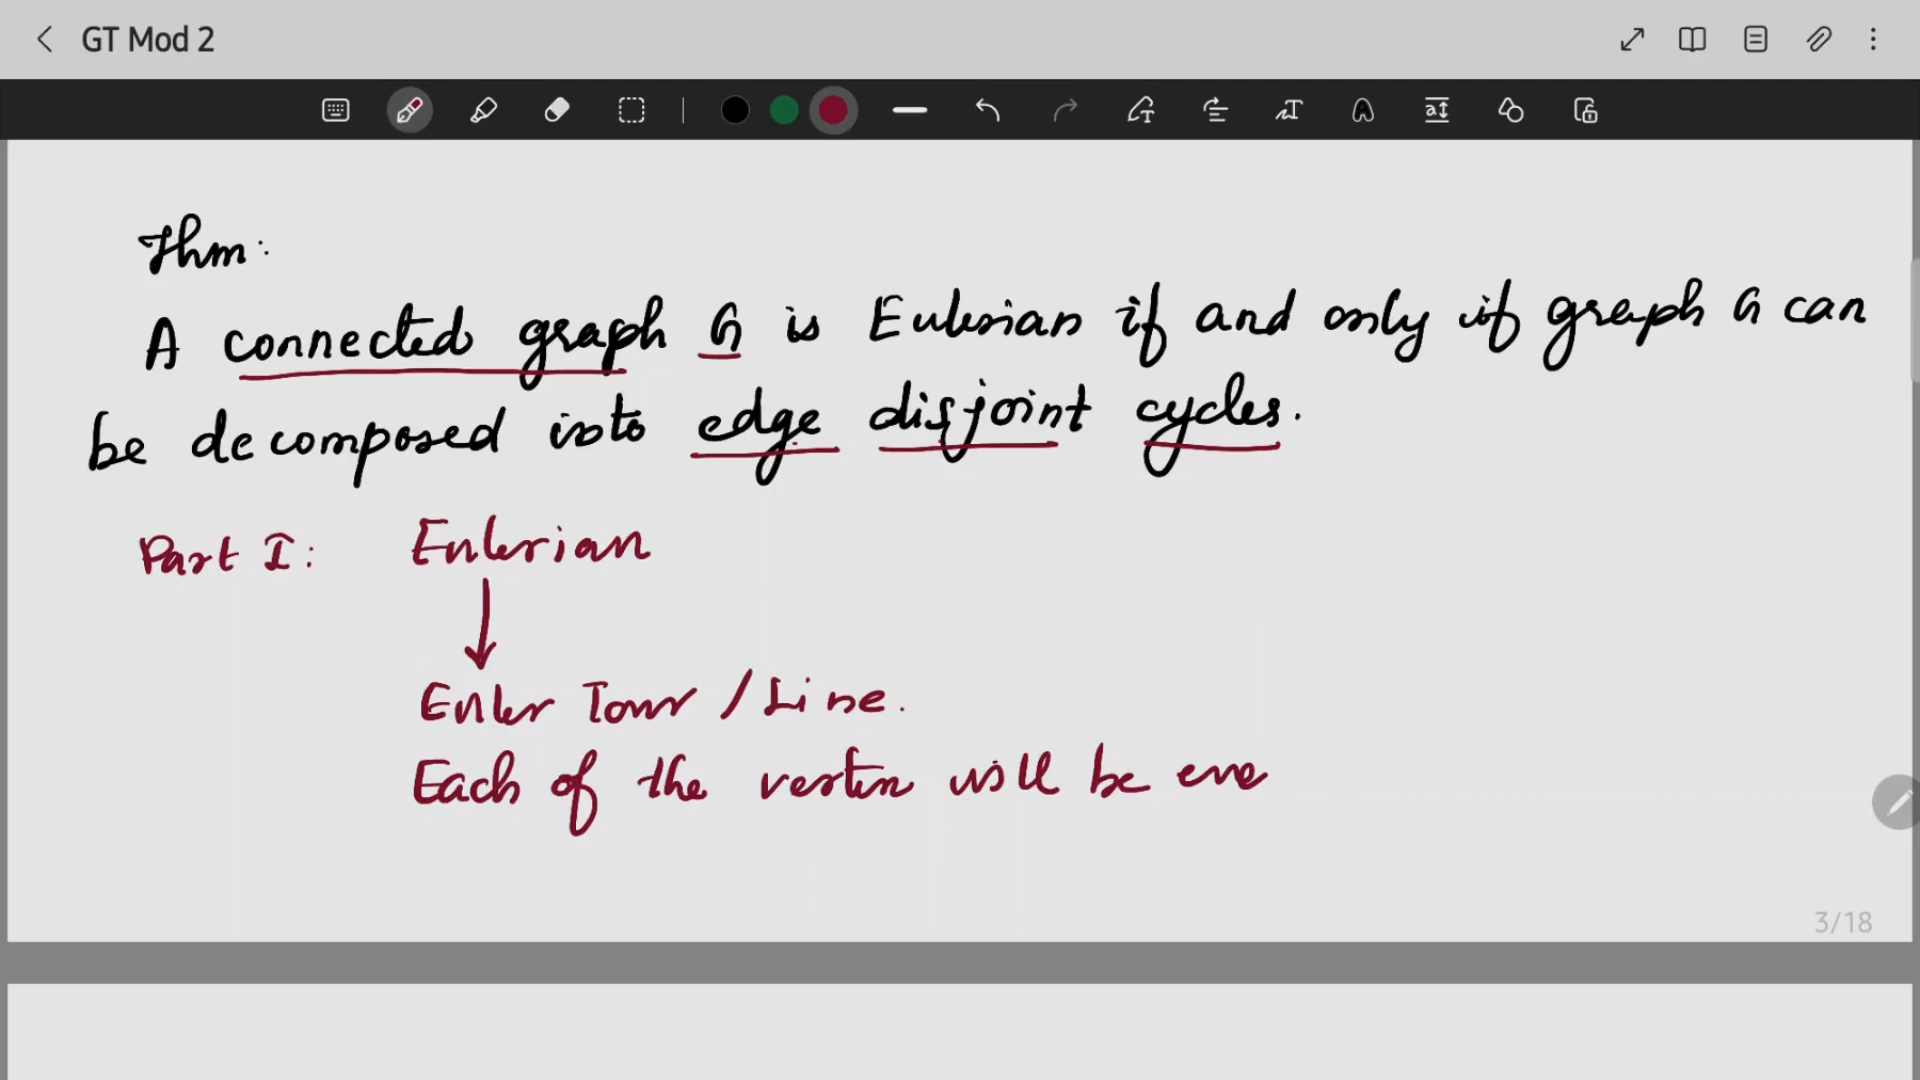 GT Mod 2
Thm:
A connected graph G is Eulerian if and only if graph G can
be decomposed into edge disjoint cycles.
Part I: Eulerian
Euler Tour / Line.
Each of the vertex will be eve
3/18